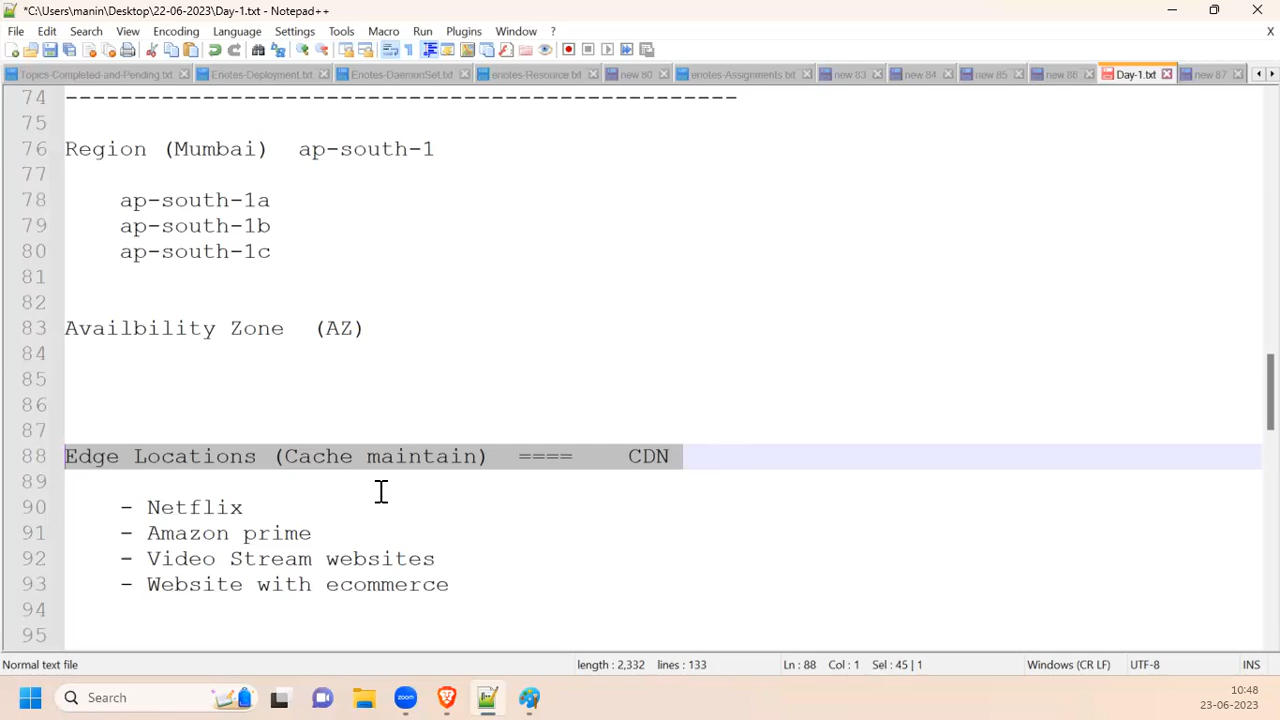 *C:\Users\manin\Desktop\22-06-2023\Day-1.txt - Notepad++
File Edit Search View Encoding Language Settings Tools Macro Run Plugins Window ? X
Topics-Completed-and-Pending.txt Enotes-Deployment.txt Enotes-DaemonSet.txt enotes-Resource.txt new 80 enotes-Assignments.txt new 83 new 84 new 85 new 86 Day-1.txt new 87
74 -------------------------------------------------
75
76 Region (Mumbai) ap-south-1
77
78 ap-south-1a
79 ap-south-1b
80 ap-south-1c
81
82
83 Availbility Zone (AZ)
84
85
86
87
88 Edge Locations (Cache maintain) ==== CDN
89
90 - Netflix
91 - Amazon prime
92 - Video Stream websites
93 - Website with ecommerce
94
95
Normal text file length : 2,332 lines : 133 Ln : 88 Col : 1 Sel : 45 | 1 Windows (CR LF) UTF-8 INS
Search zoom 10:48
23-06-2023